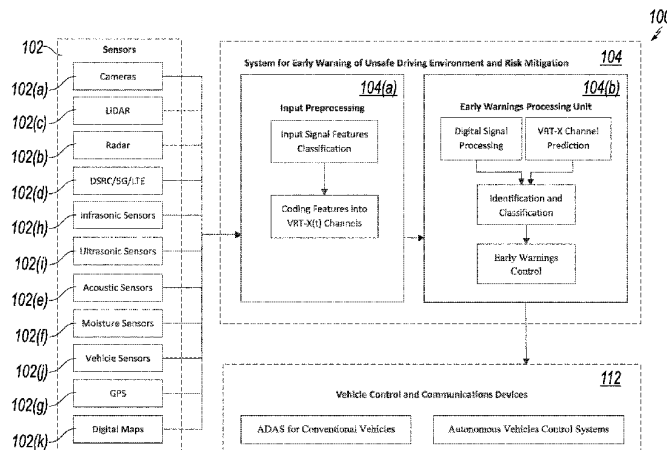 100
102
Sensors
102(a)
Cameras
102(c)
LiDAR
102(b)
Radar
102(d)
DSRC/5G/LTE
102(h)
Infrasonic Sensors
102(i)
Ultrasonic Sensors
102(e)
Acoustic Sensors
102(f)
Moisture Sensors
102(j)
Vehicle Sensors
102(g)
GPS
102(k)
Digital Maps
System for Early Warning of Unsafe Driving Environment and Risk Mitigation
104
104(a)
Input Preprocessing
Input Signal Features
Classification
Coding Features into
VRT-X(t) Channels
104(b)
Early Warnings Processing Unit
Digital Signal
Processing
VRT-X Channel
Prediction
Identification and
Classification
Early Warnings
Control
112
Vehicle Control and Communications Devices
ADAS for Conventional Vehicles
Autonomous Vehicles Control Systems